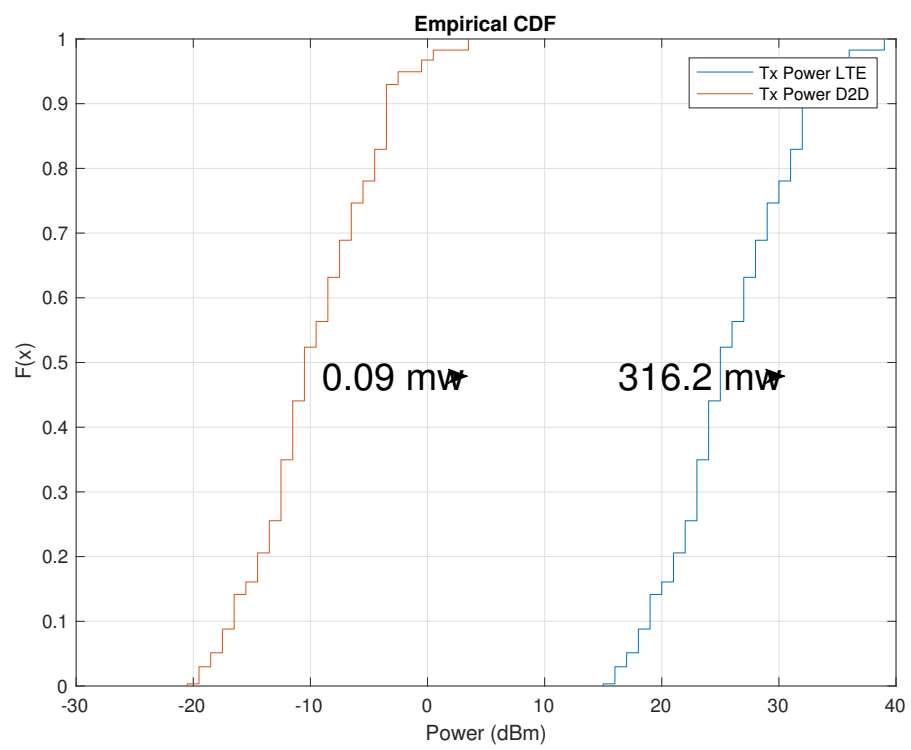 Empirical CDF
1
0.9
0.8
0.7
0.6
0.5
0.4
0.3
0.2
0.1
0
F(x)
Tx Power LTE
Tx Power D2D
0.09 mw
316.2 mw
-30
-20
-10
0
10
20
30
40
Power (dBm)